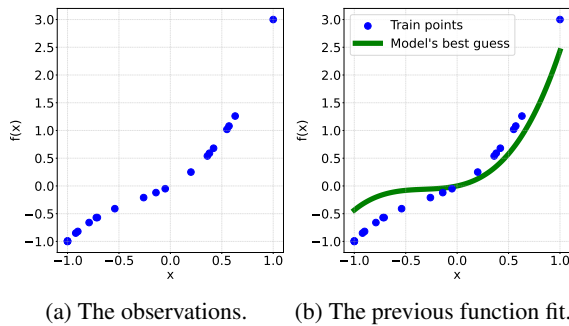 3.0
2.5
2.0
1.5
1.0
0.5
0.0
−0.5
−1.0
f(x)
−1.0 −0.5 0.0 0.5 1.0
x
(a) The observations.
3.0
2.5
2.0
1.5
1.0
0.5
0.0
−0.5
−1.0
f(x)
Train points
Model's best guess
−1.0 −0.5 0.0 0.5 1.0
x
(b) The previous function fit.